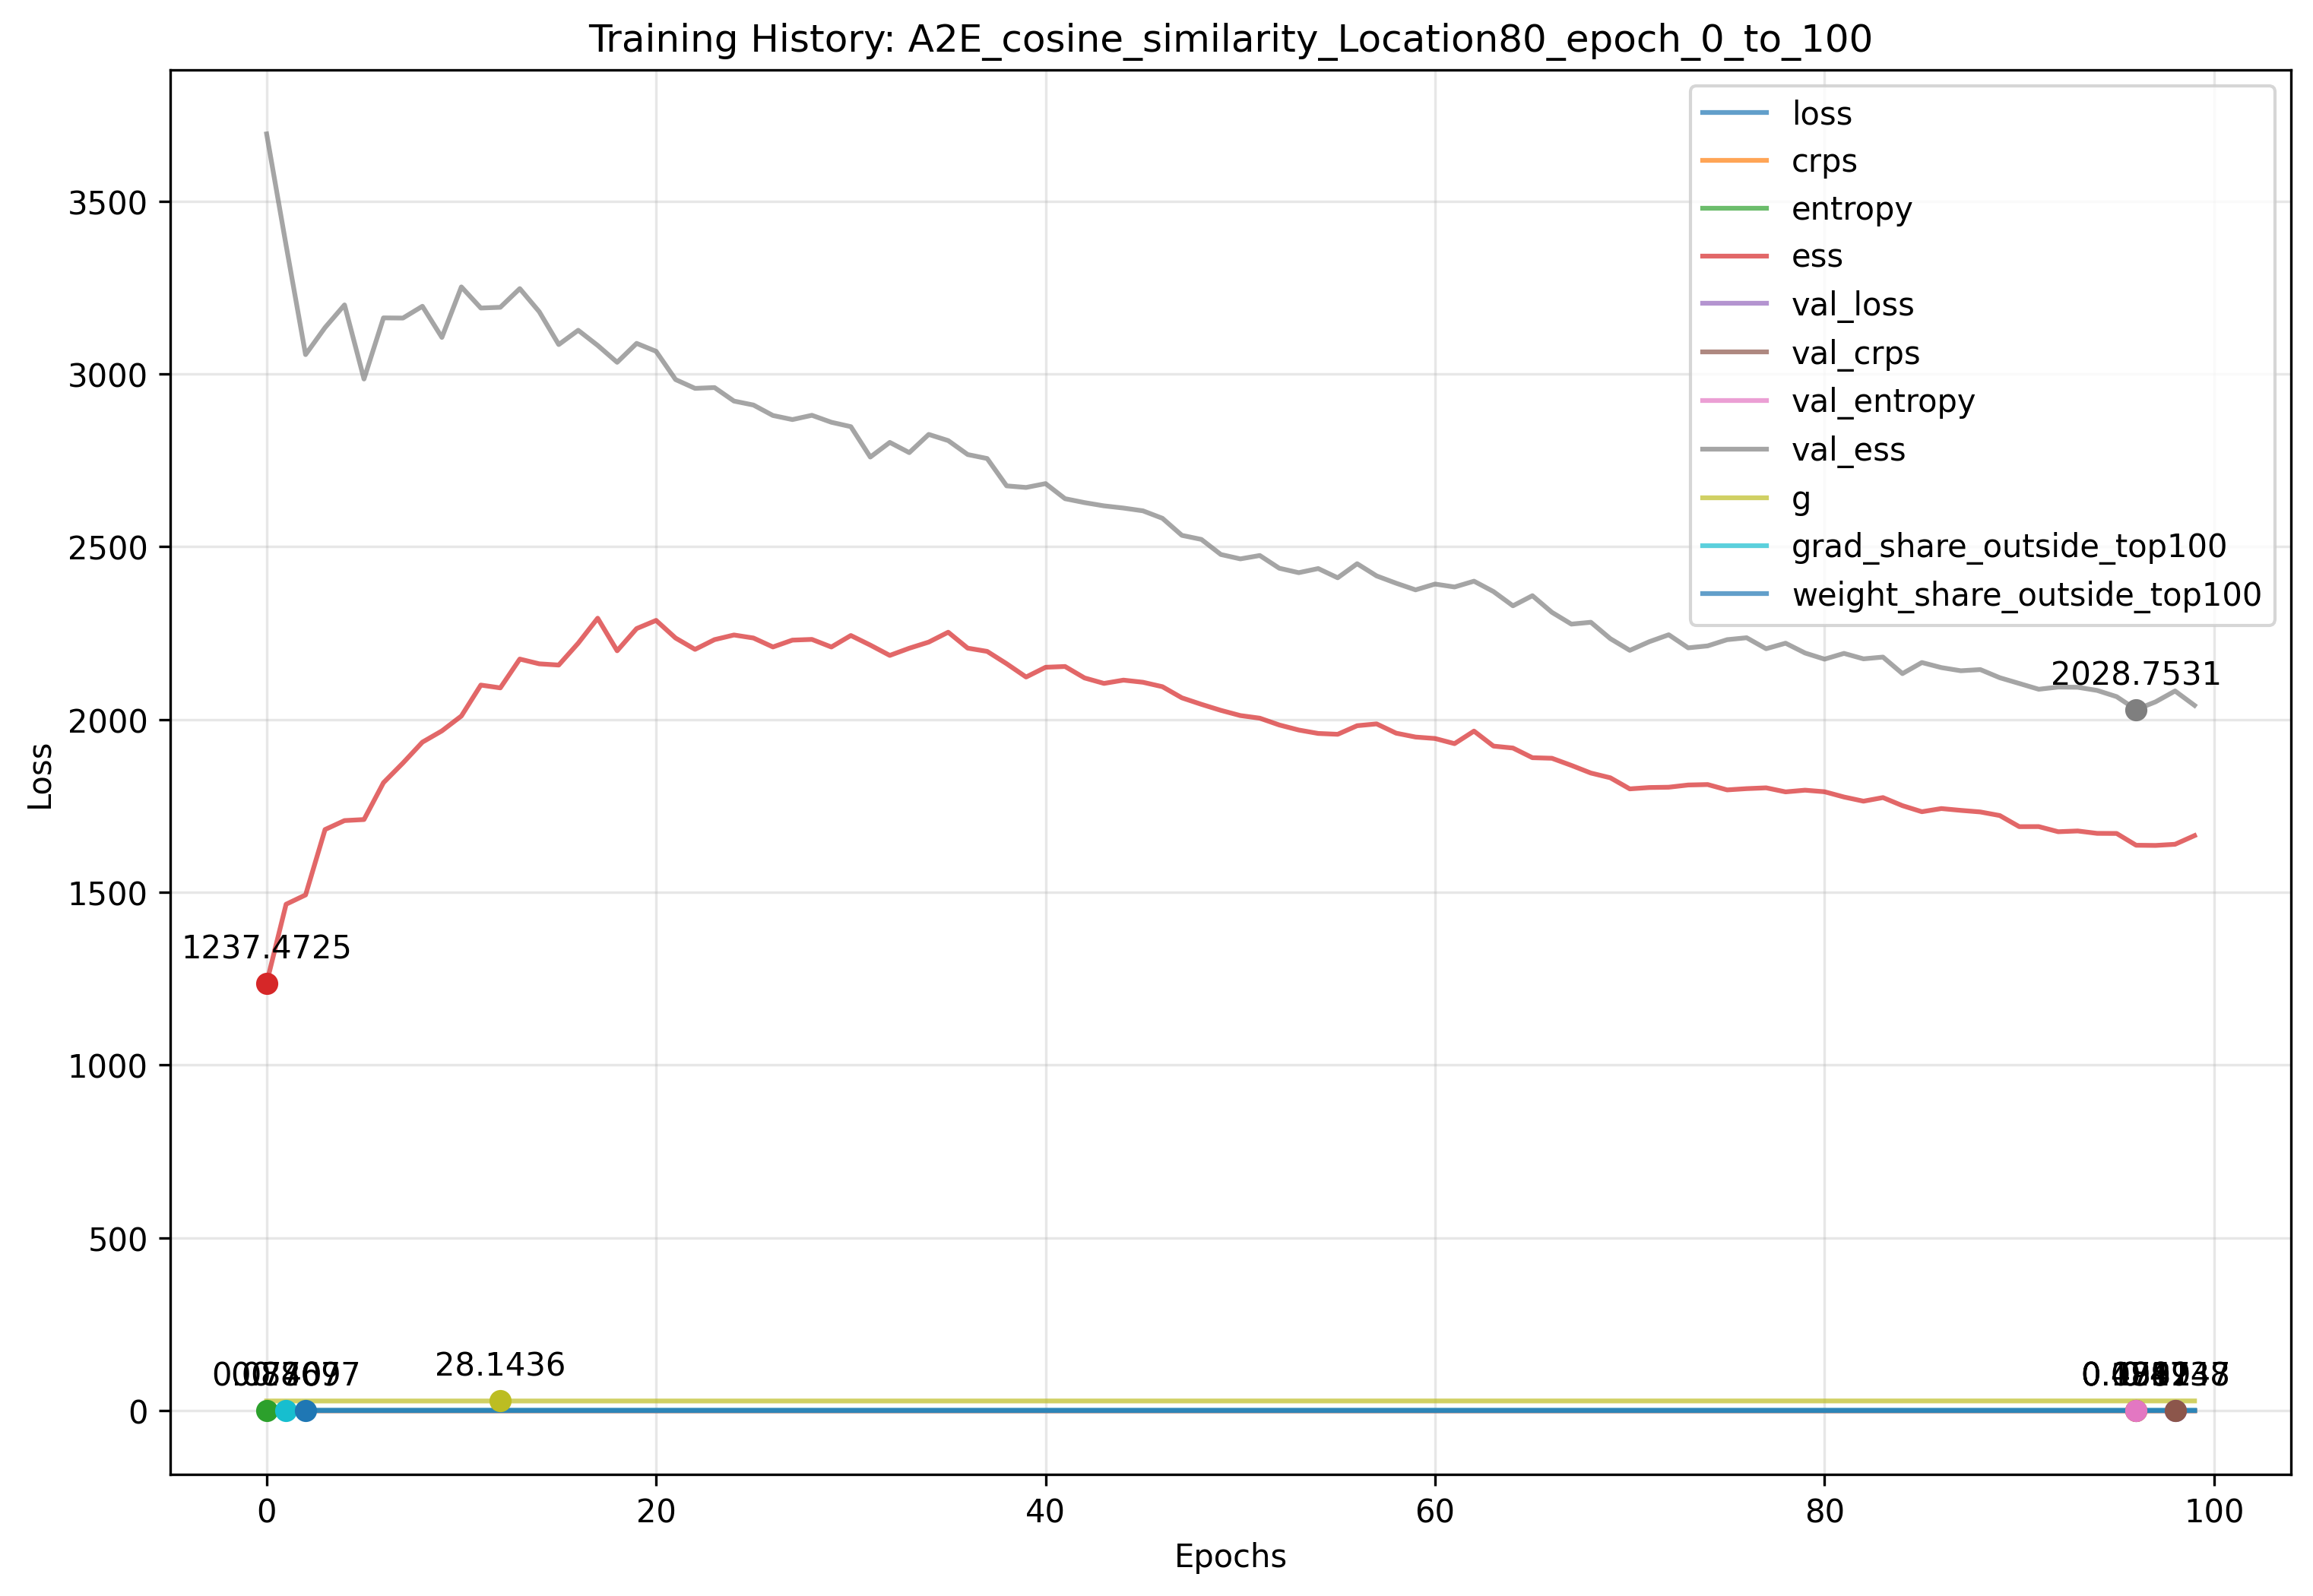 Training History: A2E_cosine_similarity_Location80_epoch_0_to_100
loss
crps
entropy
ess
val_loss
val_crps
val_entropy
val_ess
g
grad_share_outside_top100
weight_share_outside_top100
3500
3000
2500
2000
1500
1000
500
0
Loss
2028.7531
1237.4725
28.1436
0
20
40
60
80
100
Epochs